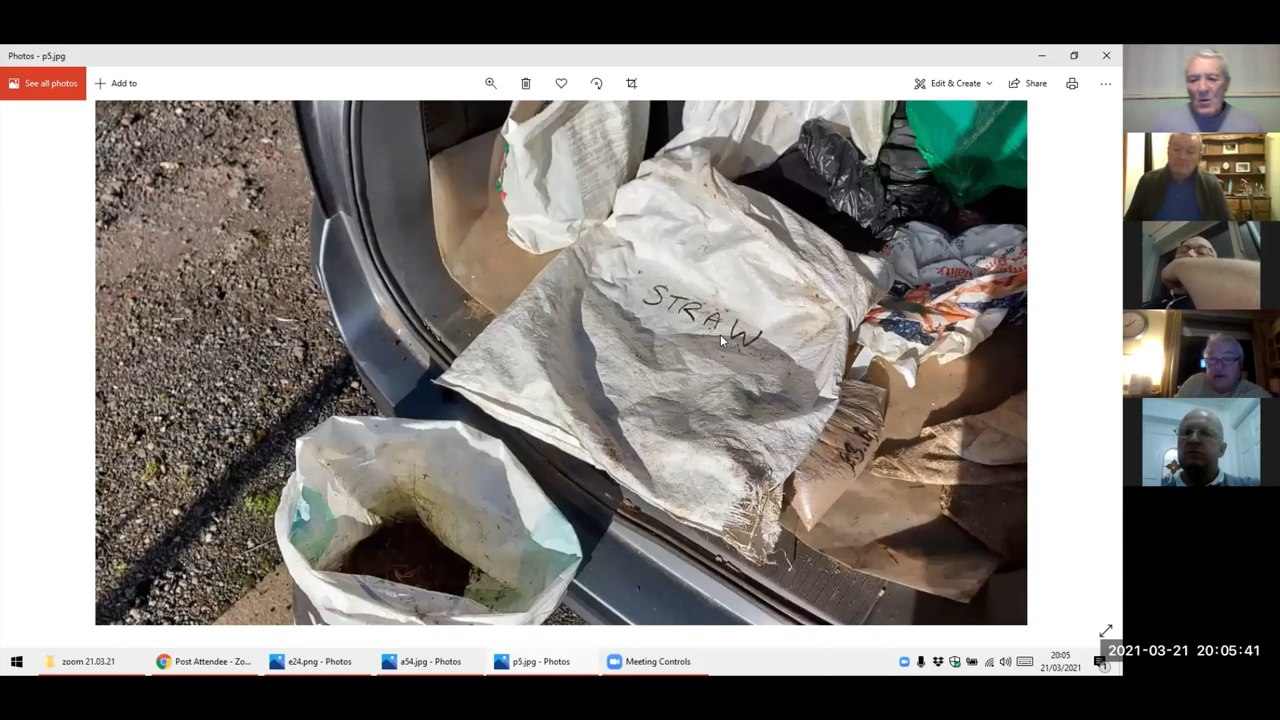 Photos - p5.jpg
See all photos
Add to
Edit & Create
Share
STRAW
zoom 21.03.21
Post Attendee - Zo...
e24.png - Photos
a54.jpg - Photos
p5.jpg - Photos
Meeting Controls
20:05
21/03/2021
1
2021-03-21 20:05:41